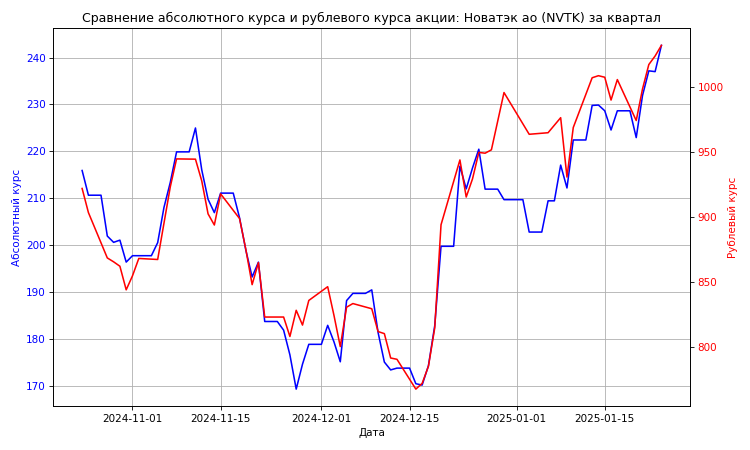 Сравнение абсолютного курса и рублевого курса акции: Новатэк ао (NVTK) за квартал
240
230
220
210
200
190
180
170
Абсолютный курс
1000
950
900
850
800
Рублевый курс
2024-11-01 2024-11-15 2024-12-01 2024-12-15 2025-01-01 2025-01-15
Дата